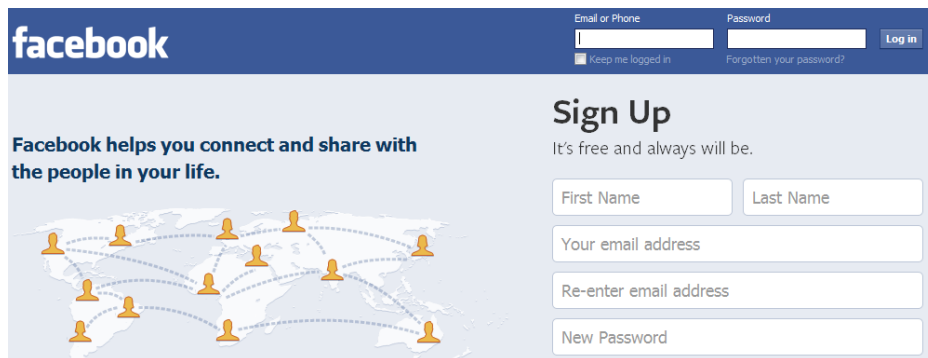 facebook
Email or Phone
Password
Log in
Keep me logged in
Forgotten your password?
Facebook helps you connect and share with
the people in your life.
Sign Up
It's free and always will be.
First Name
Last Name
Your email address
Re-enter email address
New Password